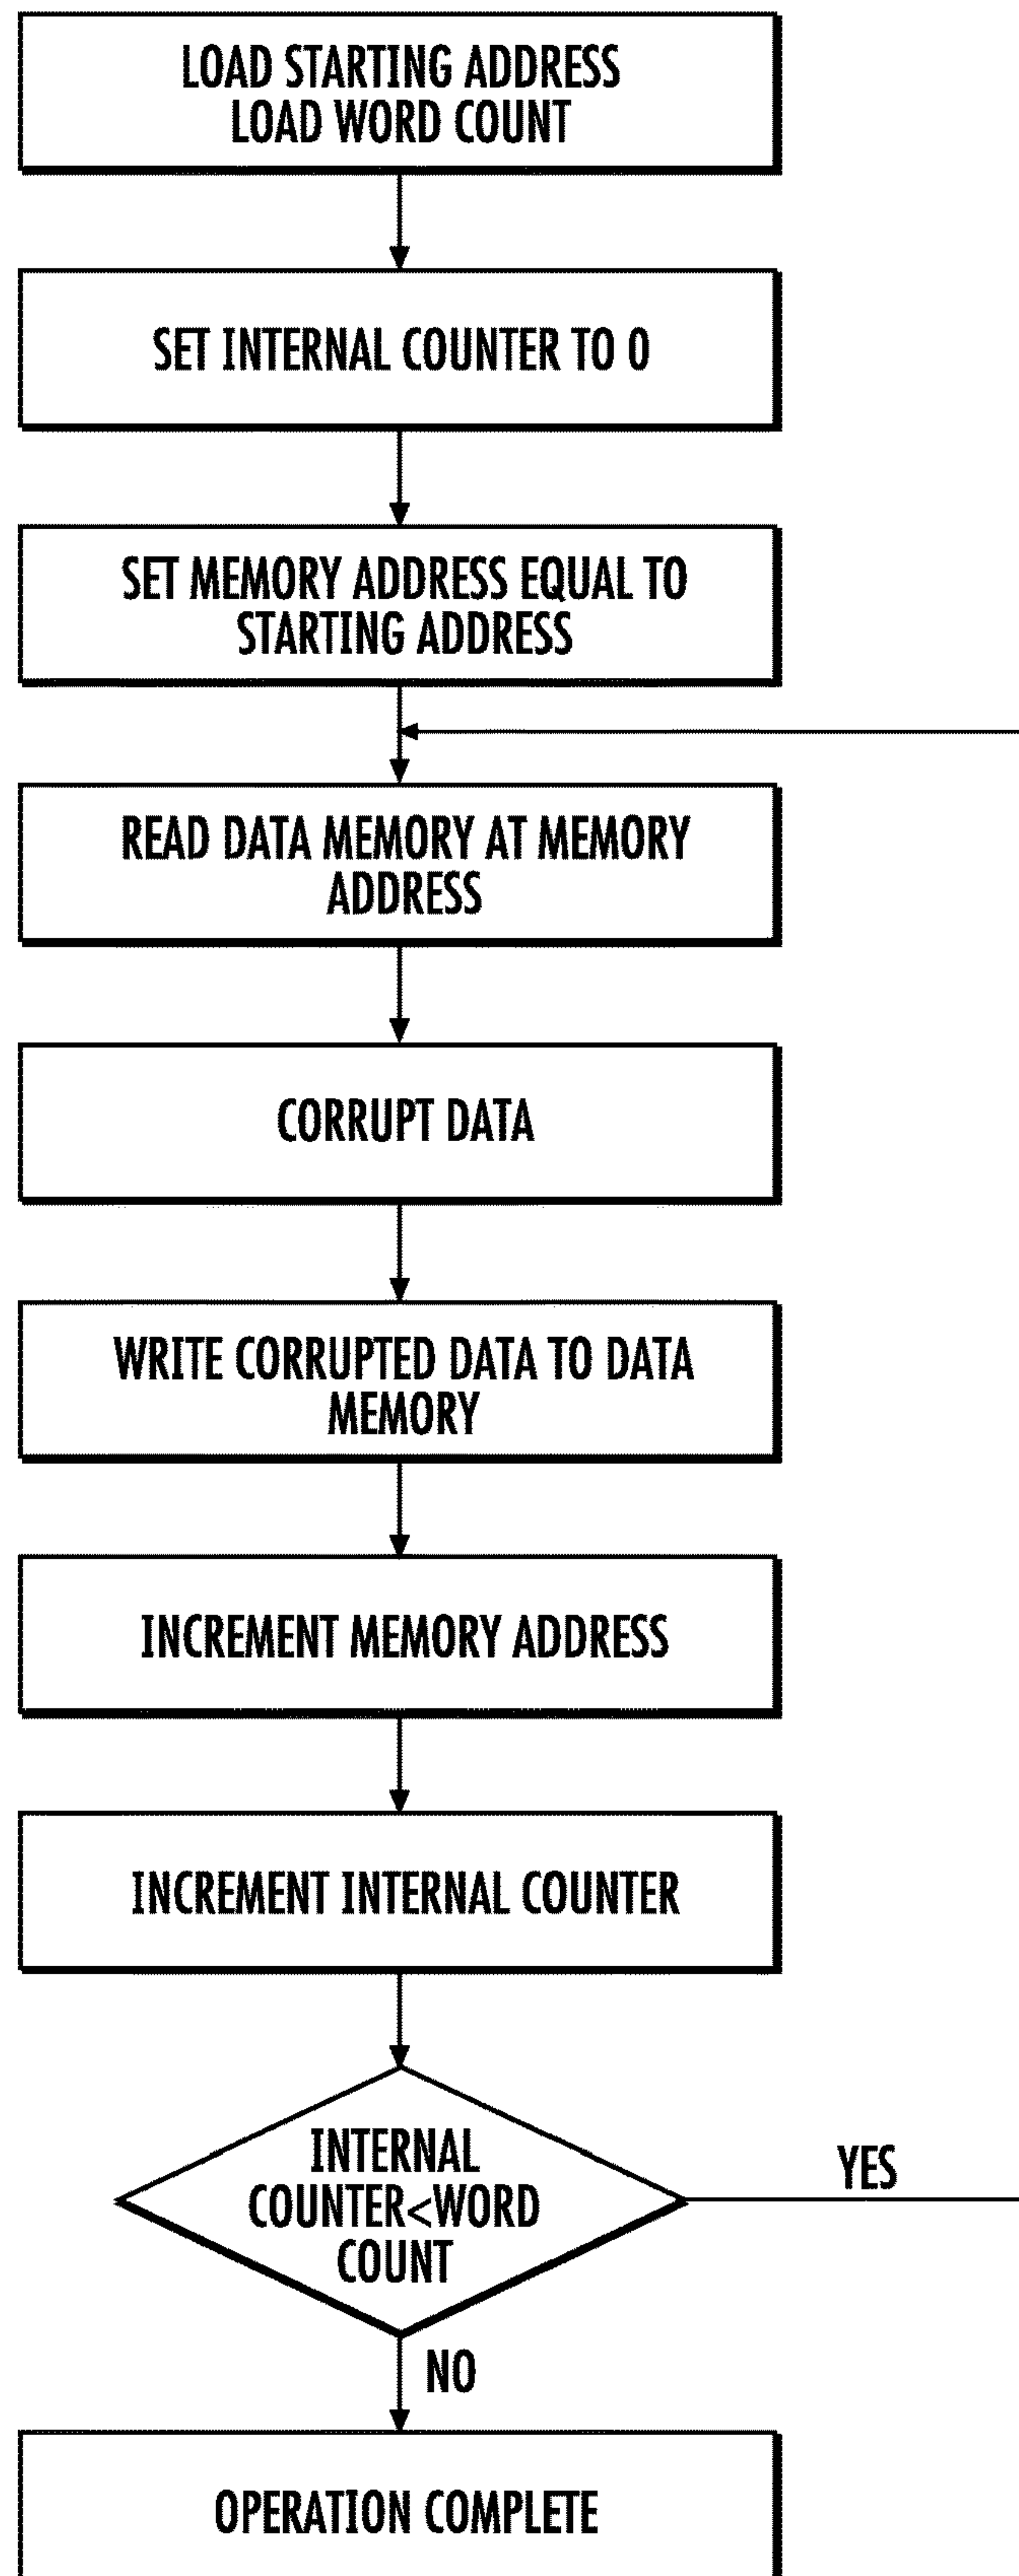 LOAD STARTING ADDRESS
LOAD WORD COUNT
SET INTERNAL COUNTER TO 0
SET MEMORY ADDRESS EQUAL TO
STARTING ADDRESS
READ DATA MEMORY AT MEMORY
ADDRESS
CORRUPT DATA
WRITE CORRUPTED DATA TO DATA
MEMORY
INCREMENT MEMORY ADDRESS
INCREMENT INTERNAL COUNTER
INTERNAL
COUNTER<WORD
COUNT
YES
NO
OPERATION COMPLETE